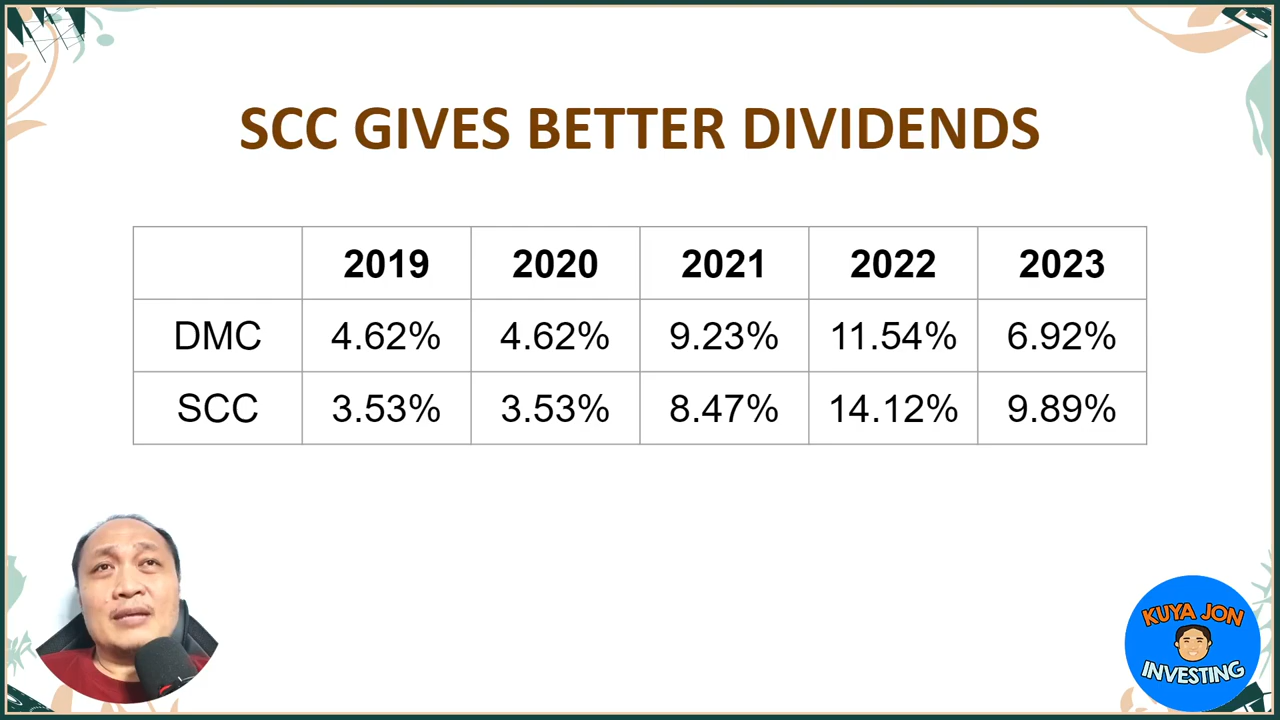 SCC GIVES BETTER DIVIDENDS
2019 2020 2021 2022 2023
DMC 4.62% 4.62% 9.23% 11.54% 6.92%
SCC 3.53% 3.53% 8.47% 14.12% 9.89%
KUYA JON
INVESTING